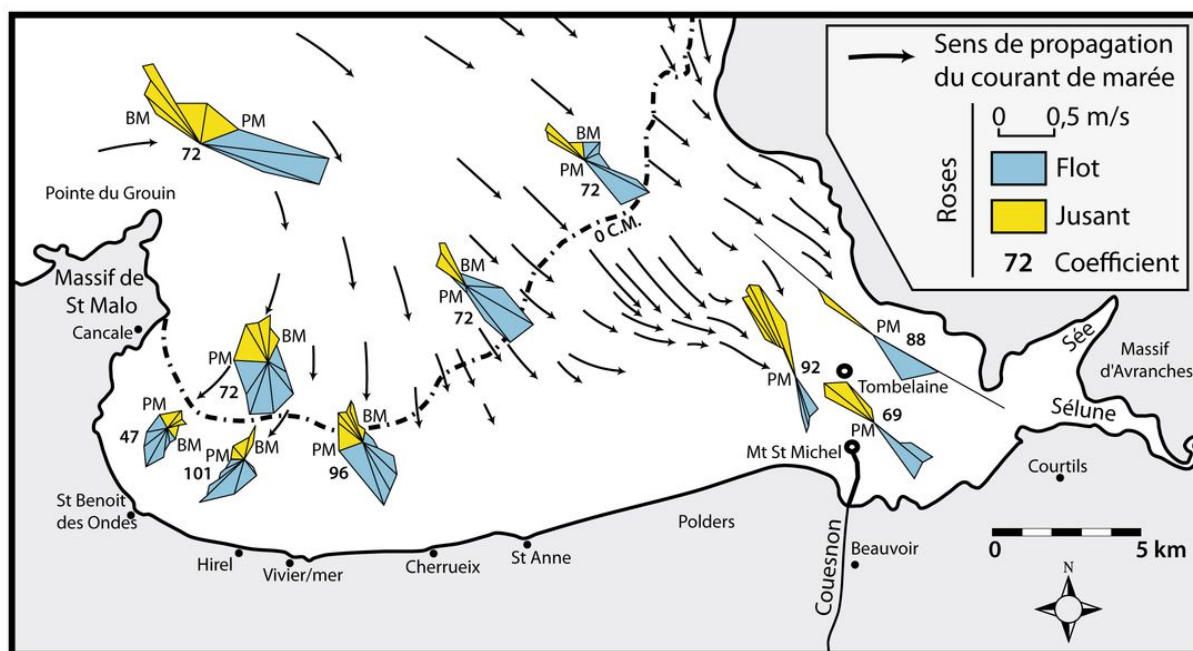 Sens de propagation
du courant de marée
0 0,5 m/s
Roses
Flot
Jusant
72 Coefficient
BM
PM
72
BM
PM
72
Pointe du Grouin
0 C.M.
Massif de
St Malo
Cancale
BM
PM
72
BM
PM
72
PM
88
Sée
Massif
d'Avranches
92
PM
Tombelaine
69
PM
Sélune
PM
47
BM
BM
PM
101
BM
PM
96
Mt St Michel
Courtils
St Benoit
des Ondes
Polders
Hirel
Vivier/mer
Cherrueix
St Anne
Couesnon
Beauvoir
0 5 km
N